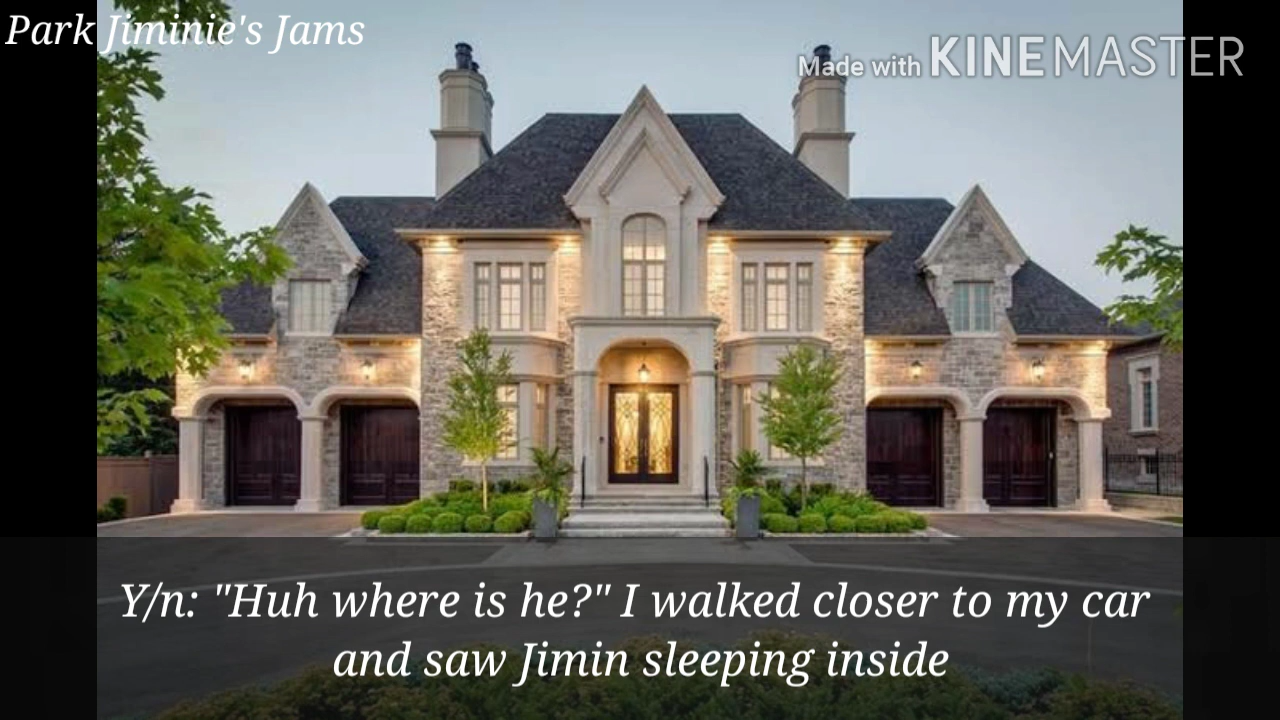 Park Jiminie's Jams
Made with KINEMASTER
Y/n: "Huh where is he?" I walked closer to my car
and saw Jimin sleeping inside